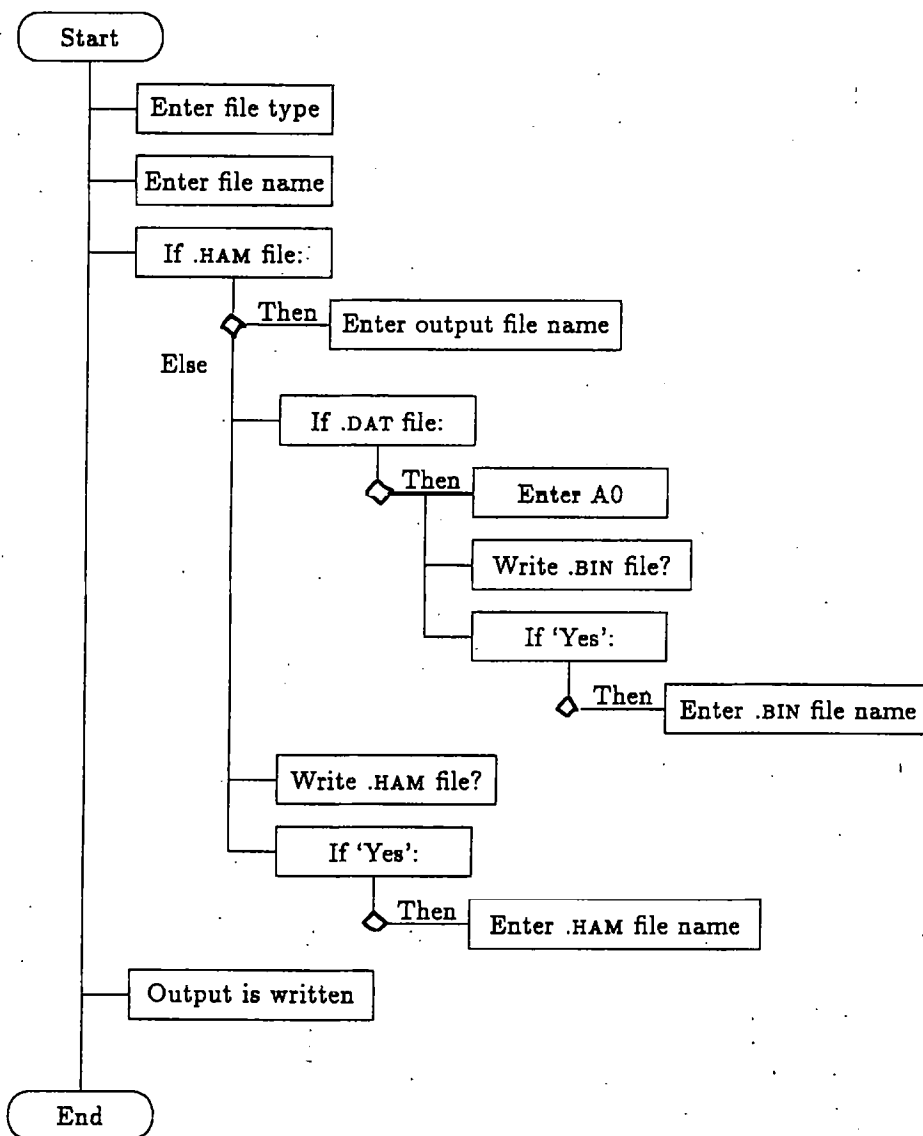 Start
Enter file type
Enter file name
If .HAM file:
Then
Enter output file name
Else
If .DAT file:
Then
Enter A0
Write .BIN file?
If ‘Yes’:
Then
Enter .BIN file name
Write .HAM file?
If ‘Yes’:
Then
Enter .HAM file name
Output is written
End